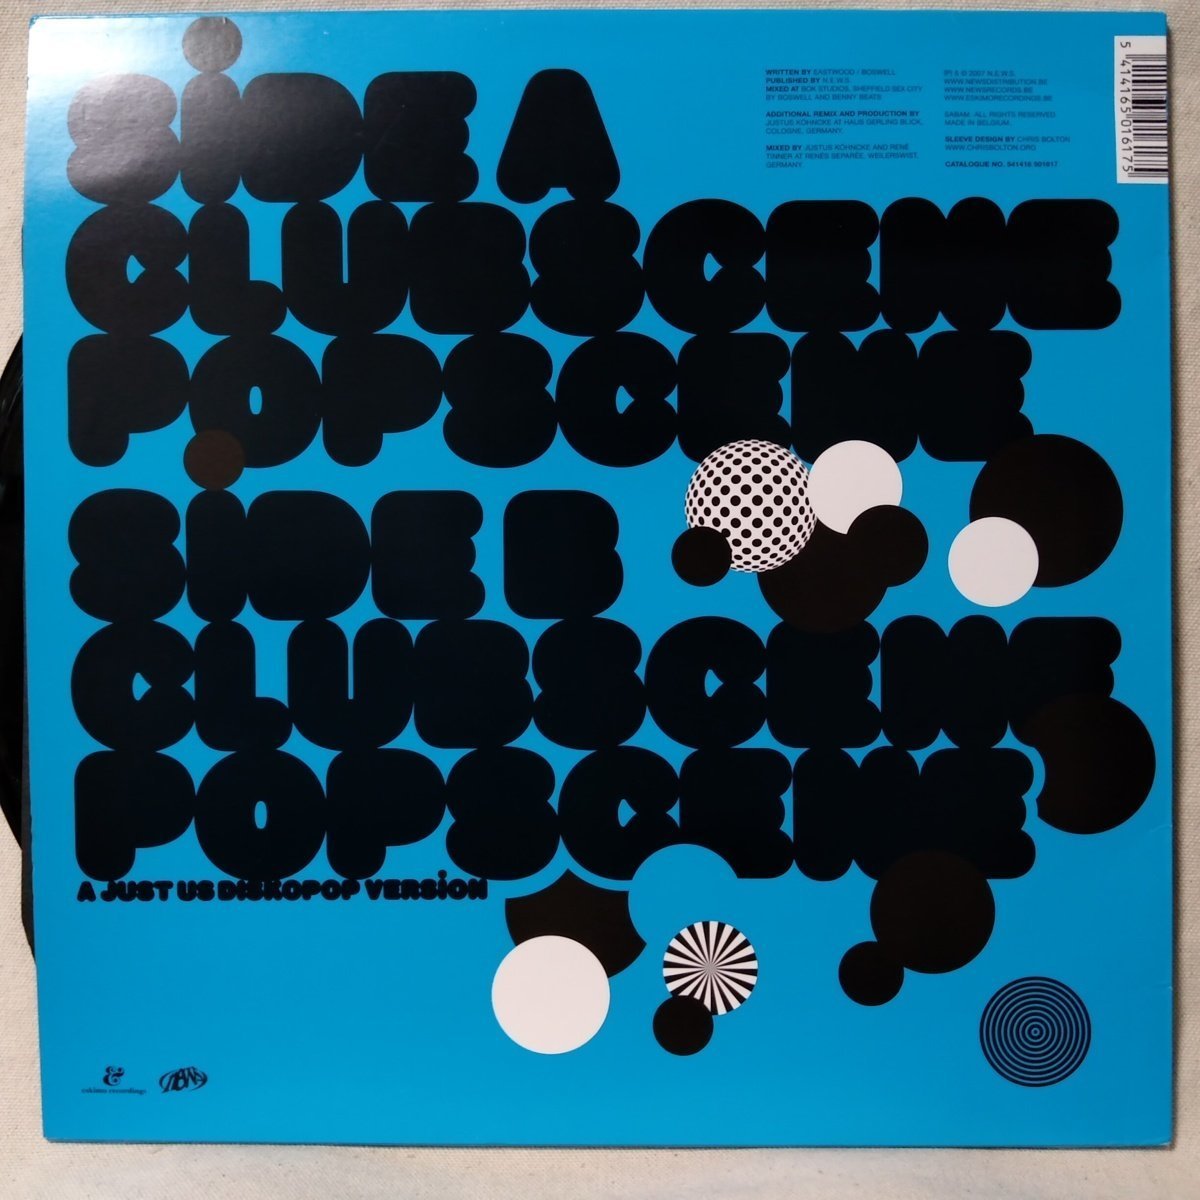 SiDE A
CLUBSCENE
POPSCENE
SiDE B
CLUBSCENE
POPSCENE
A JUST US DISKOPOP VERSiON
WRITTEN BY EASTWOOD / BOSWELL
PUBLISHED BY N.E.W.S.
MIXED AT BOK STUDIOS, SHEFFIELD SEX CITY
BY BOSWELL AND BENNY BEATS
ADDITIONAL REMIX AND PRODUCTION BY
JUSTUS KÖHNCKE AT HAUS GERLING BLICK,
COLOGNE, GERMANY.
MIXED BY JUSTUS KÖHNCKE AND RENÉ
TINNER AT RENÉS SEPARÉE, WEILERSWIST,
GERMANY.
(P) & © 2007 N.E.W.S.
WWW.NEWSDISTRIBUTION.BE
WWW.NEWSRECORDS.BE
WWW.ESKIMORECORDINGS.BE
SABAM. ALL RIGHTS RESERVED
MADE IN BELGIUM.
SLEEVE DESIGN BY CHRIS BOLTON
WWW.CHRISBOLTON.ORG
CATALOGUE NO. 541416 501617
5 414165 016175
&
eskimo recordings
NEWS